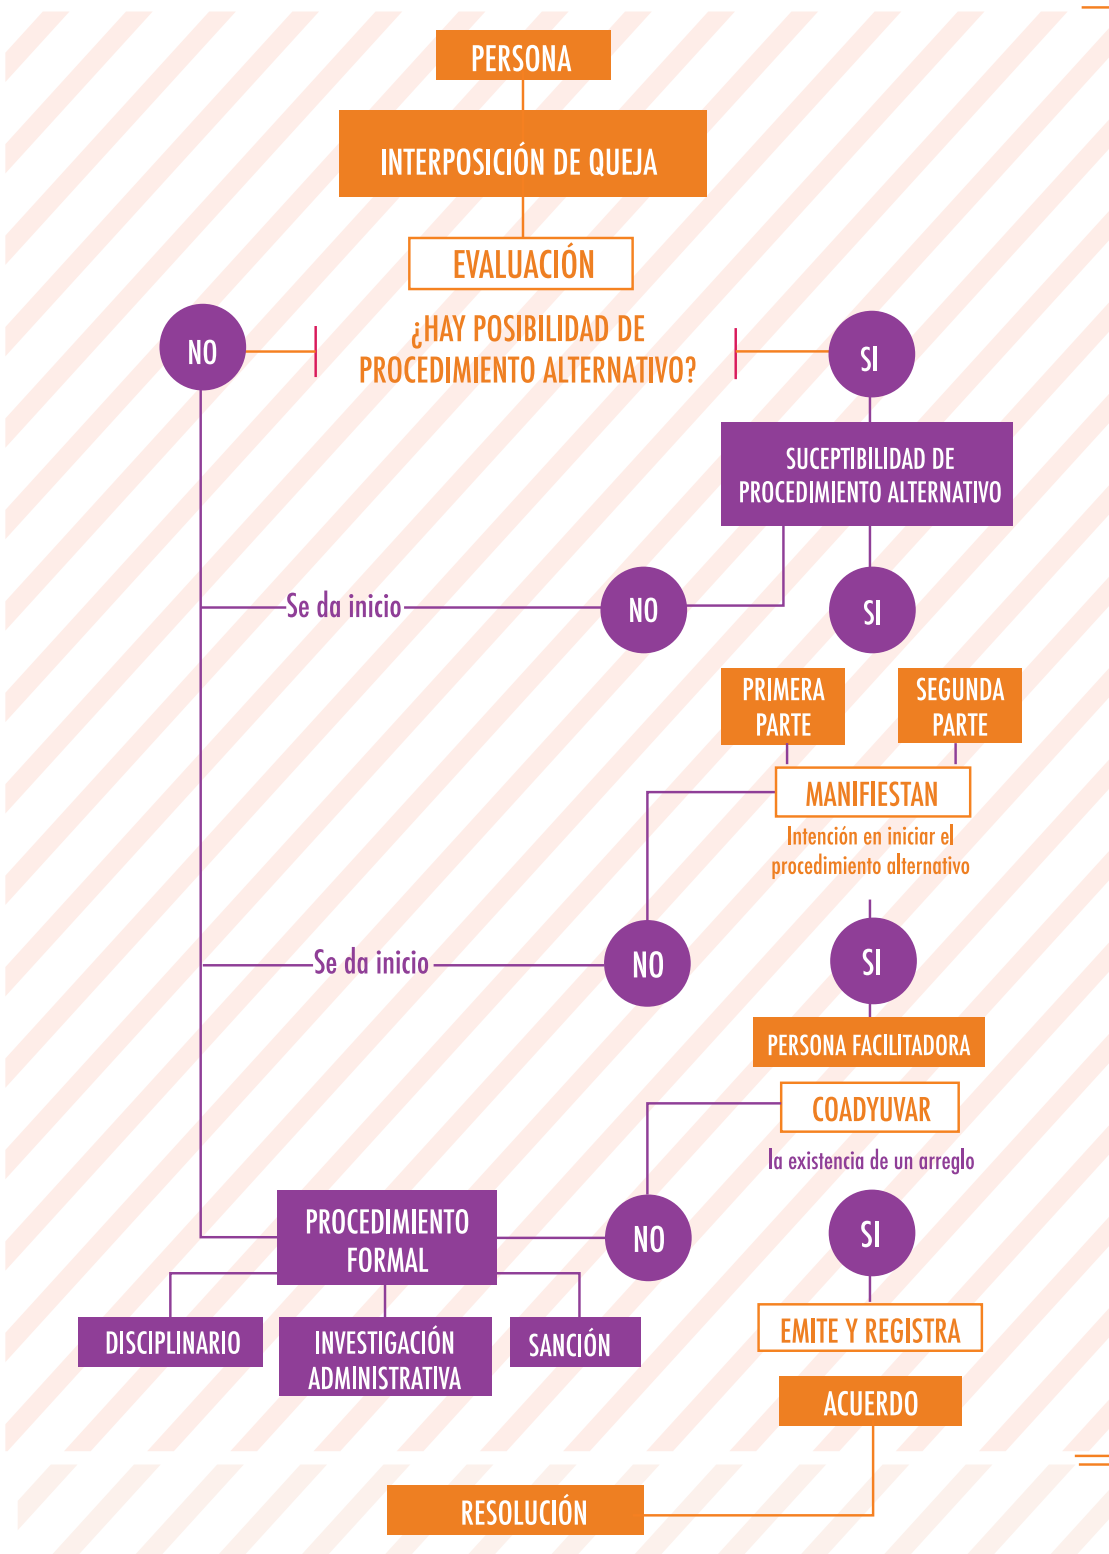 PERSONA
INTERPOSICIÓN DE QUEJA
EVALUACIÓN
¿HAY POSIBILIDAD DE
PROCEDIMIENTO ALTERNATIVO?
NO
SI
SUCEPTIBILIDAD DE
PROCEDIMIENTO ALTERNATIVO
Se da inicio
NO
SI
PRIMERA
PARTE
SEGUNDA
PARTE
MANIFIESTAN
Intención en iniciar el
procedimiento alternativo
Se da inicio
NO
SI
PERSONA FACILITADORA
COADYUVAR
la existencia de un arreglo
PROCEDIMIENTO
FORMAL
NO
SI
DISCIPLINARIO
INVESTIGACIÓN
ADMINISTRATIVA
SANCIÓN
EMITE Y REGISTRA
ACUERDO
RESOLUCIÓN